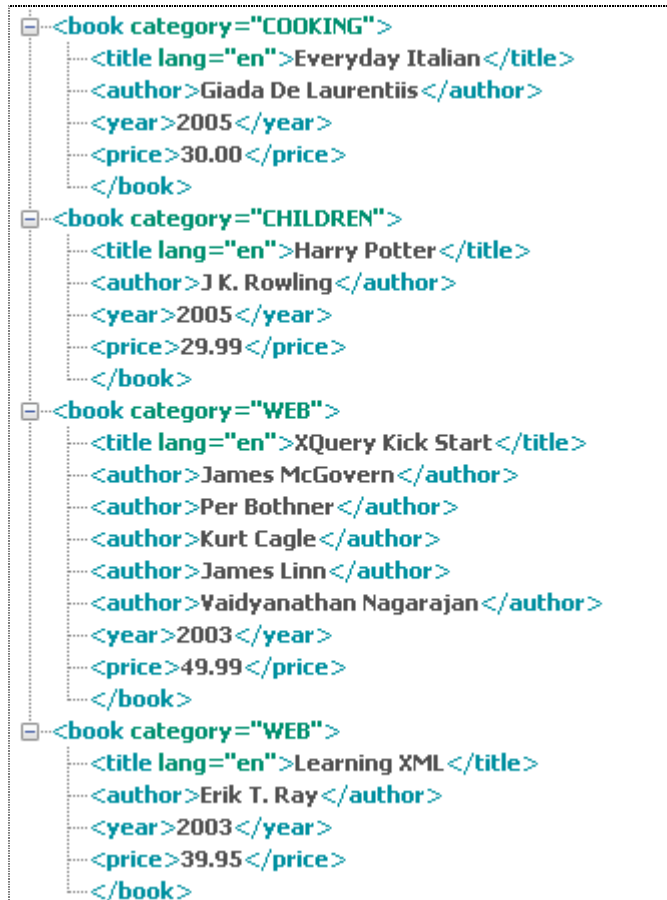 <book category="COOKING">
<title lang="en">Everyday Italian</title>
<author>Giada De Laurentiis</author>
<year>2005</year>
<price>30.00</price>
</book>
<book category="CHILDREN">
<title lang="en">Harry Potter</title>
<author>J K. Rowling</author>
<year>2005</year>
<price>29.99</price>
</book>
<book category="WEB">
<title lang="en">XQuery Kick Start</title>
<author>James McGovern</author>
<author>Per Bothner</author>
<author>Kurt Cagle</author>
<author>James Linn</author>
<author>Vaidyanathan Nagarajan</author>
<year>2003</year>
<price>49.99</price>
</book>
<book category="WEB">
<title lang="en">Learning XML</title>
<author>Erik T. Ray</author>
<year>2003</year>
<price>39.95</price>
</book>